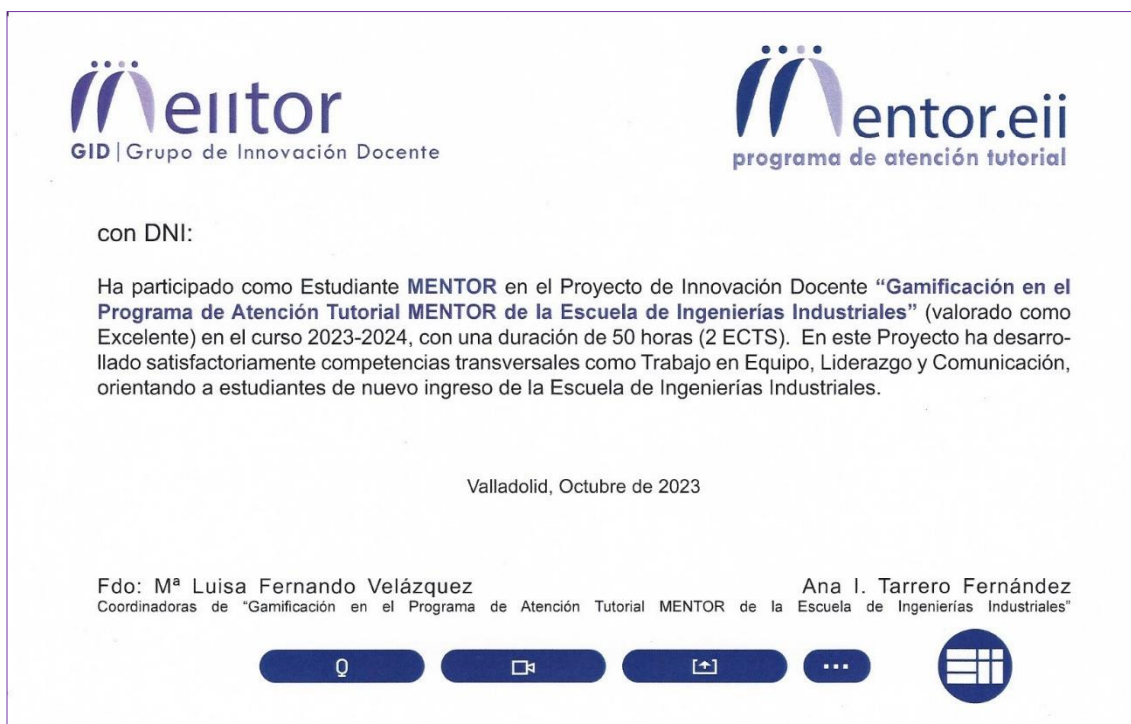 Meiitor
GID | Grupo de Innovación Docente
Mentor.eii
programa de atención tutorial
con DNI:
Ha participado como Estudiante MENTOR en el Proyecto de Innovación Docente “Gamificación en el
Programa de Atención Tutorial MENTOR de la Escuela de Ingenierías Industriales” (valorado como
Excelente) en el curso 2023-2024, con una duración de 50 horas (2 ECTS). En este Proyecto ha desarro-
llado satisfactoriamente competencias transversales como Trabajo en Equipo, Liderazgo y Comunicación,
orientando a estudiantes de nuevo ingreso de la Escuela de Ingenierías Industriales.
Valladolid, Octubre de 2023
Fdo: Mª Luisa Fernando Velázquez Ana I. Tarrero Fernández
Coordinadoras de “Gamificación en el Programa de Atención Tutorial MENTOR de la Escuela de Ingenierías Industriales”
eii